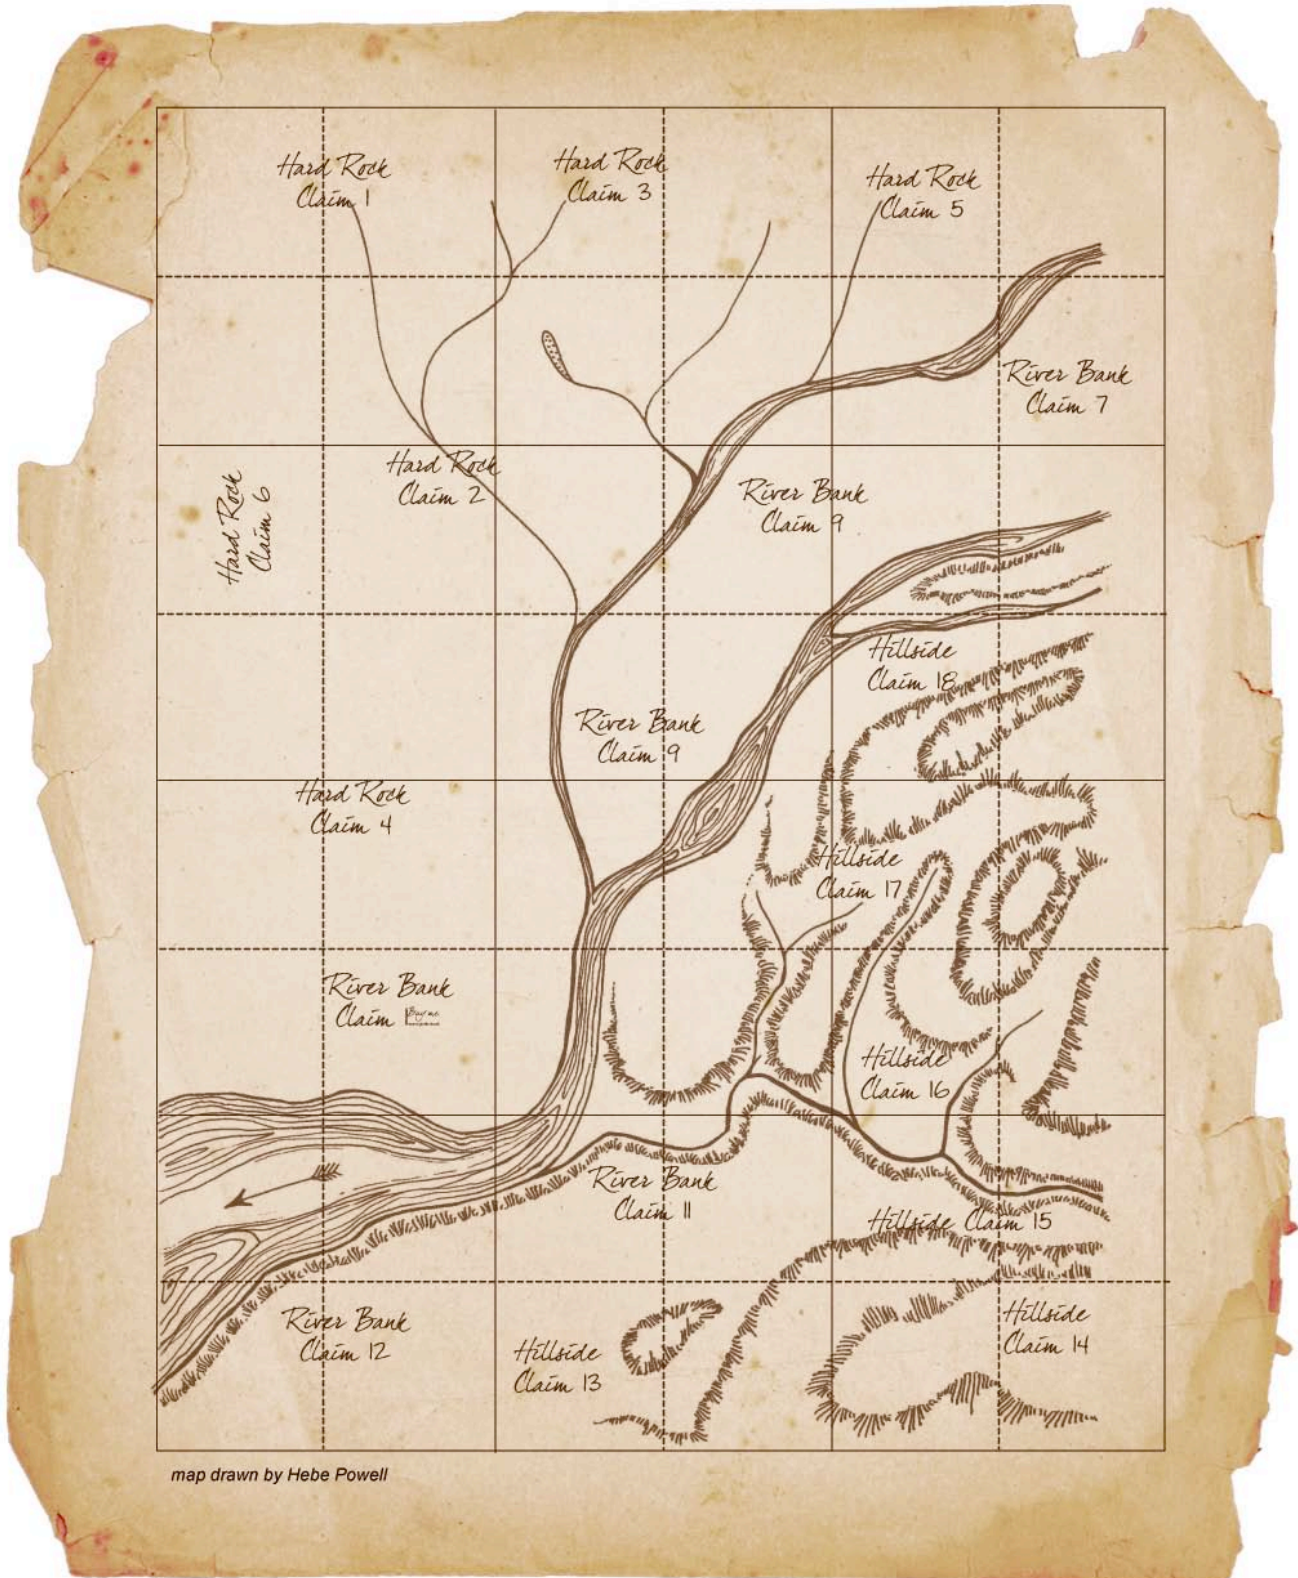 Hard Rock
Claim 1
Hard Rock
Claim 3
Hard Rock
Claim 5
River Bank
Claim 7
Hard Rock
Claim 2
Hard Rock
Claim 6
River Bank
Claim 9
Hillside
Claim 18
River Bank
Claim 9
Hard Rock
Claim 4
Hillside
Claim 17
River Bank
Claim
Hillside
Claim 16
River Bank
Claim 11
Hillside Claim 15
River Bank
Claim 12
Hillside
Claim 13
Hillside
Claim 14
map drawn by Hebe Powell